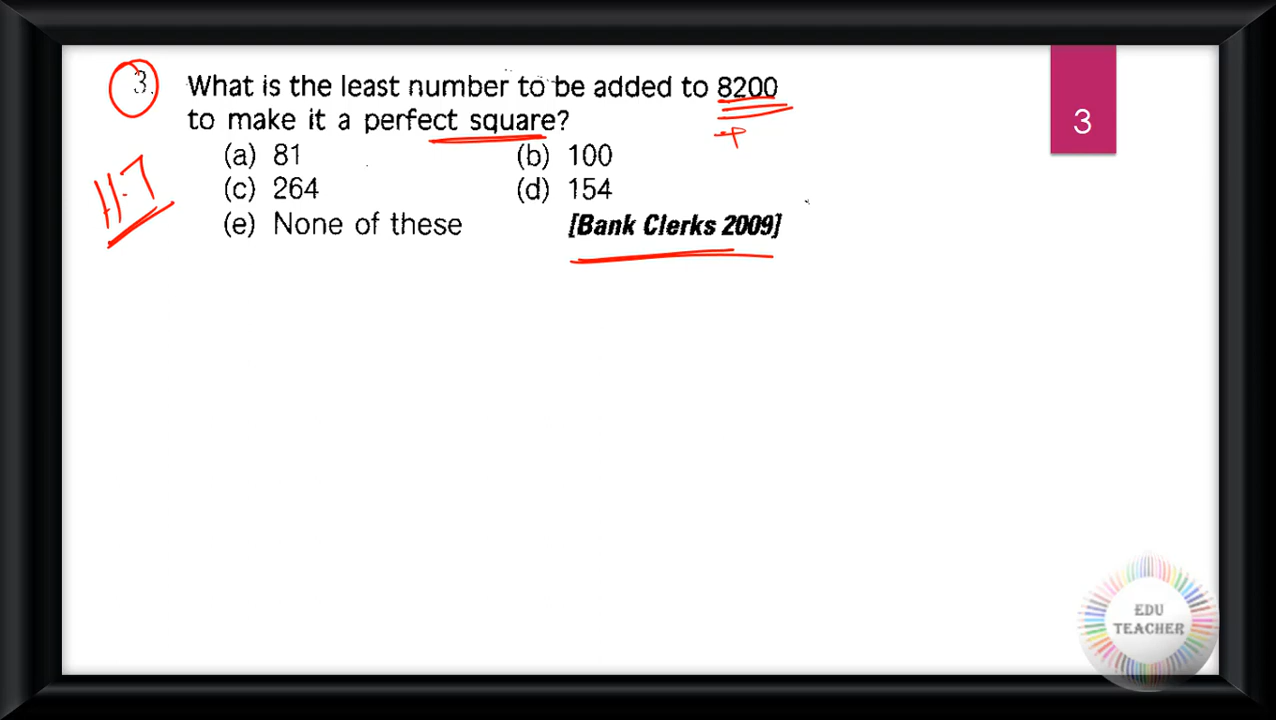 3. What is the least number to be added to 8200
to make it a perfect square?
(a) 81 (b) 100
(c) 264 (d) 154
(e) None of these [Bank Clerks 2009]
3
EDU
TEACHER